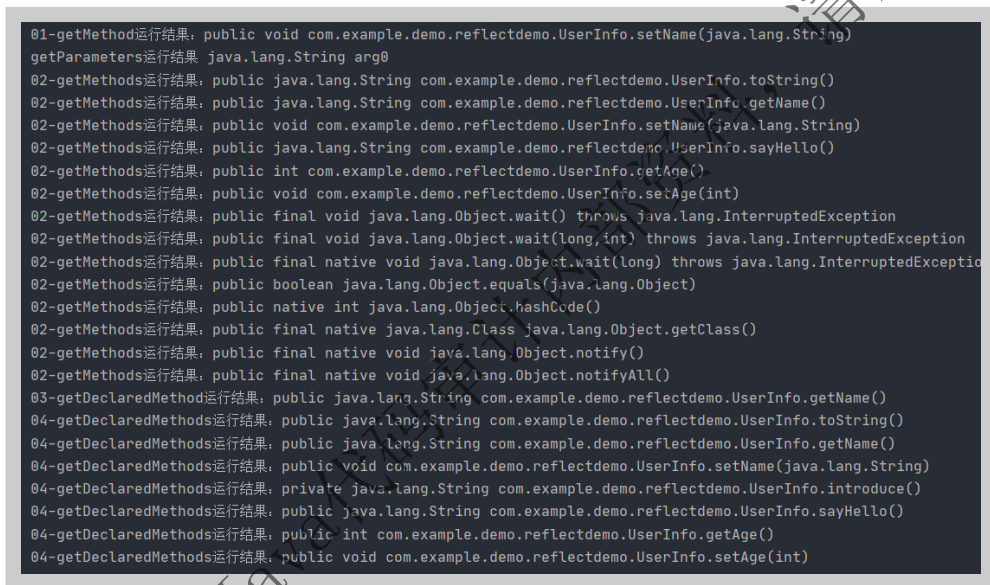 01-getMethod运行结果：public void com.example.demo.reflectdemo.UserInfo.setName(java.lang.String)
getParameters运行结果 java.lang.String arg0
02-getMethods运行结果：public java.lang.String com.example.demo.reflectdemo.UserInfo.toString()
02-getMethods运行结果：public java.lang.String com.example.demo.reflectdemo.UserInfo.getName()
02-getMethods运行结果：public void com.example.demo.reflectdemo.UserInfo.setName(java.lang.String)
02-getMethods运行结果：public java.lang.String com.example.demo.reflectdemo.UserInfo.sayHello()
02-getMethods运行结果：public int com.example.demo.reflectdemo.UserInfo.getAge()
02-getMethods运行结果：public void com.example.demo.reflectdemo.UserInfo.setAge(int)
02-getMethods运行结果：public final void java.lang.Object.wait() throws java.lang.InterruptedException
02-getMethods运行结果：public final void java.lang.Object.wait(long,int) throws java.lang.InterruptedException
02-getMethods运行结果：public final native void java.lang.Object.wait(long) throws java.lang.InterruptedExceptio
02-getMethods运行结果：public boolean java.lang.Object.equals(java.lang.Object)
02-getMethods运行结果：public native int java.lang.Object.hashCode()
02-getMethods运行结果：public final native java.lang.Class java.lang.Object.getClass()
02-getMethods运行结果：public final native void java.lang.Object.notify()
02-getMethods运行结果：public final native void java.lang.Object.notifyAll()
03-getDeclaredMethod运行结果：public java.lang.String com.example.demo.reflectdemo.UserInfo.getName()
04-getDeclaredMethods运行结果：public java.lang.String com.example.demo.reflectdemo.UserInfo.toString()
04-getDeclaredMethods运行结果：public java.lang.String com.example.demo.reflectdemo.UserInfo.getName()
04-getDeclaredMethods运行结果：public void com.example.demo.reflectdemo.UserInfo.setName(java.lang.String)
04-getDeclaredMethods运行结果：private java.lang.String com.example.demo.reflectdemo.UserInfo.introduce()
04-getDeclaredMethods运行结果：public java.lang.String com.example.demo.reflectdemo.UserInfo.sayHello()
04-getDeclaredMethods运行结果：public int com.example.demo.reflectdemo.UserInfo.getAge()
04-getDeclaredMethods运行结果：public void com.example.demo.reflectdemo.UserInfo.setAge(int)
Java代码审计内部资料，请